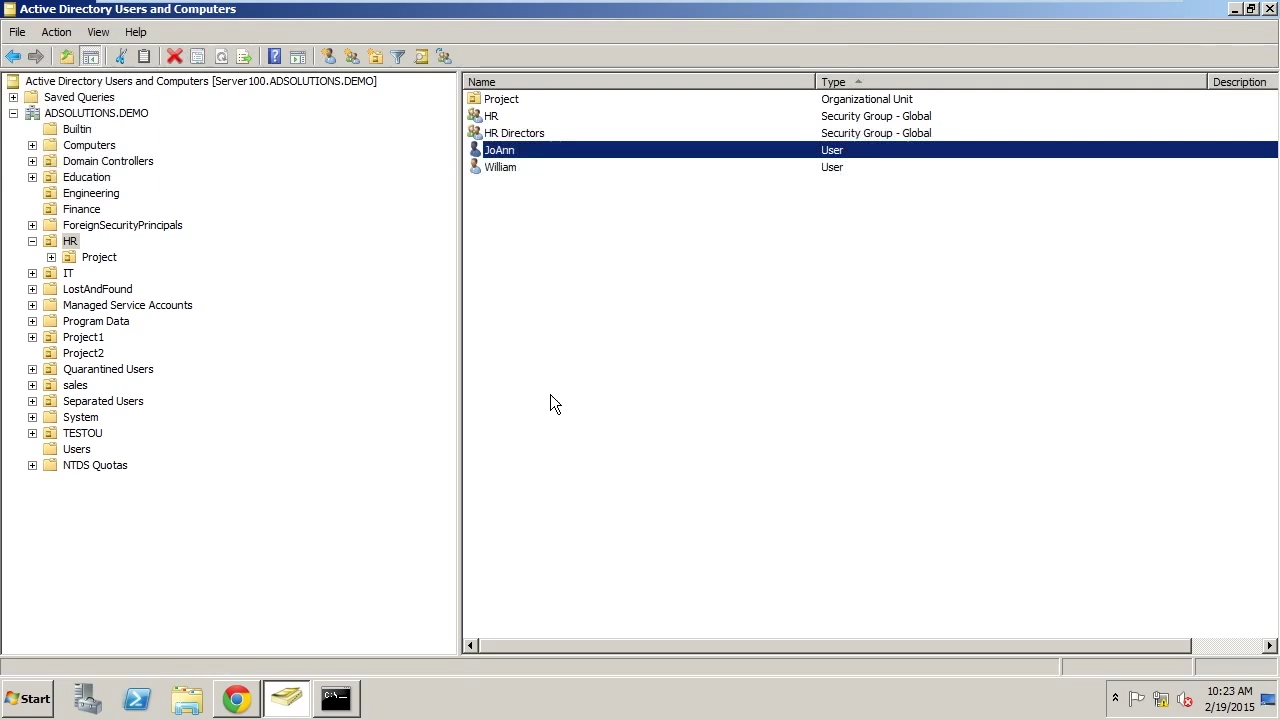 Active Directory Users and Computers
File Action View Help
Active Directory Users and Computers [Server100.ADSOLUTIONS.DEMO]
Saved Queries
ADSOLUTIONS.DEMO
Builtin
Computers
Domain Controllers
Education
Engineering
Finance
ForeignSecurityPrincipals
HR
Project
IT
LostAndFound
Managed Service Accounts
Program Data
Project1
Project2
Quarantined Users
sales
Separated Users
System
TESTOU
Users
NTDS Quotas
Name Type Description
Project Organizational Unit
HR Security Group - Global
HR Directors Security Group - Global
JoAnn User
William User
Start
C:\
10:23 AM
2/19/2015